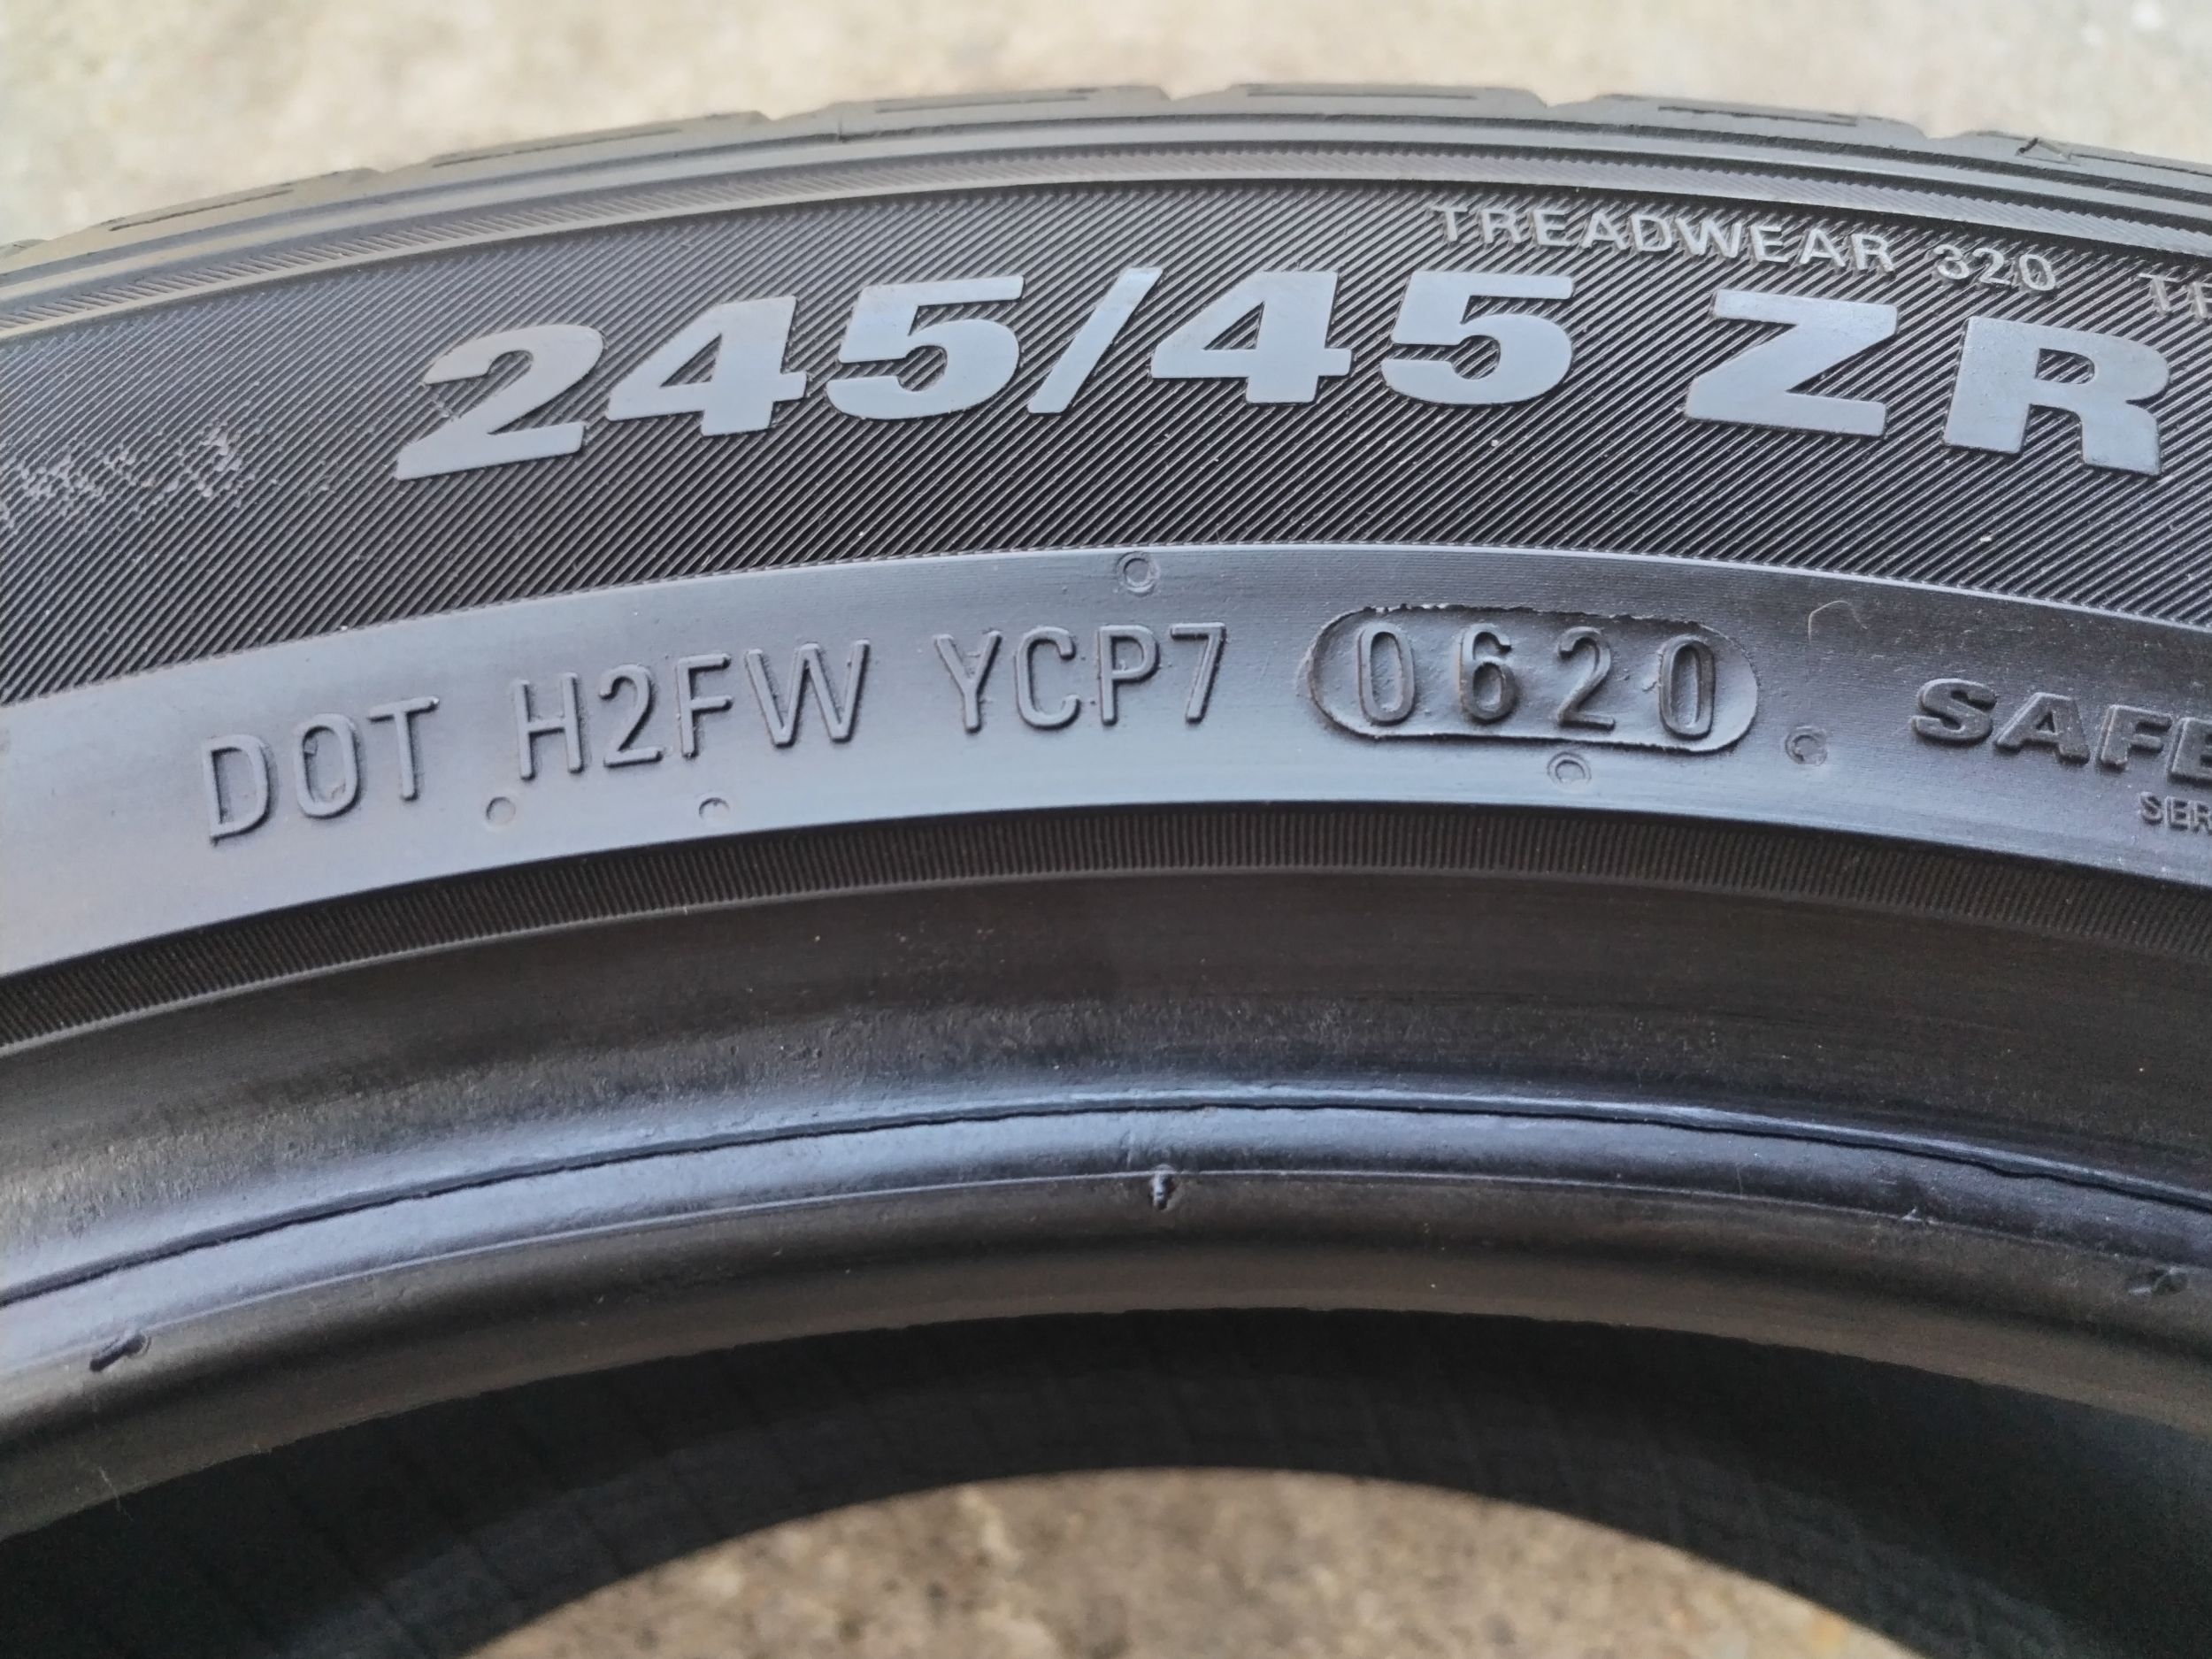 TREADWEAR 320
245/45 ZR
DOT H2FW YCP7 0620